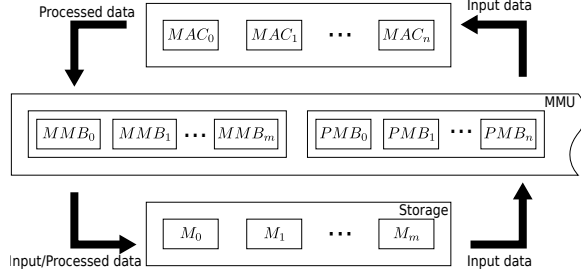 Processed data
Input data
MAC₀ MAC₁ ... MACₙ
MMU
MMB₀ MMB₁ ... MMBₘ PMB₀ PMB₁ ... PMBₙ
Storage
M₀ M₁ ... Mₘ
Input/Processed data
Input data